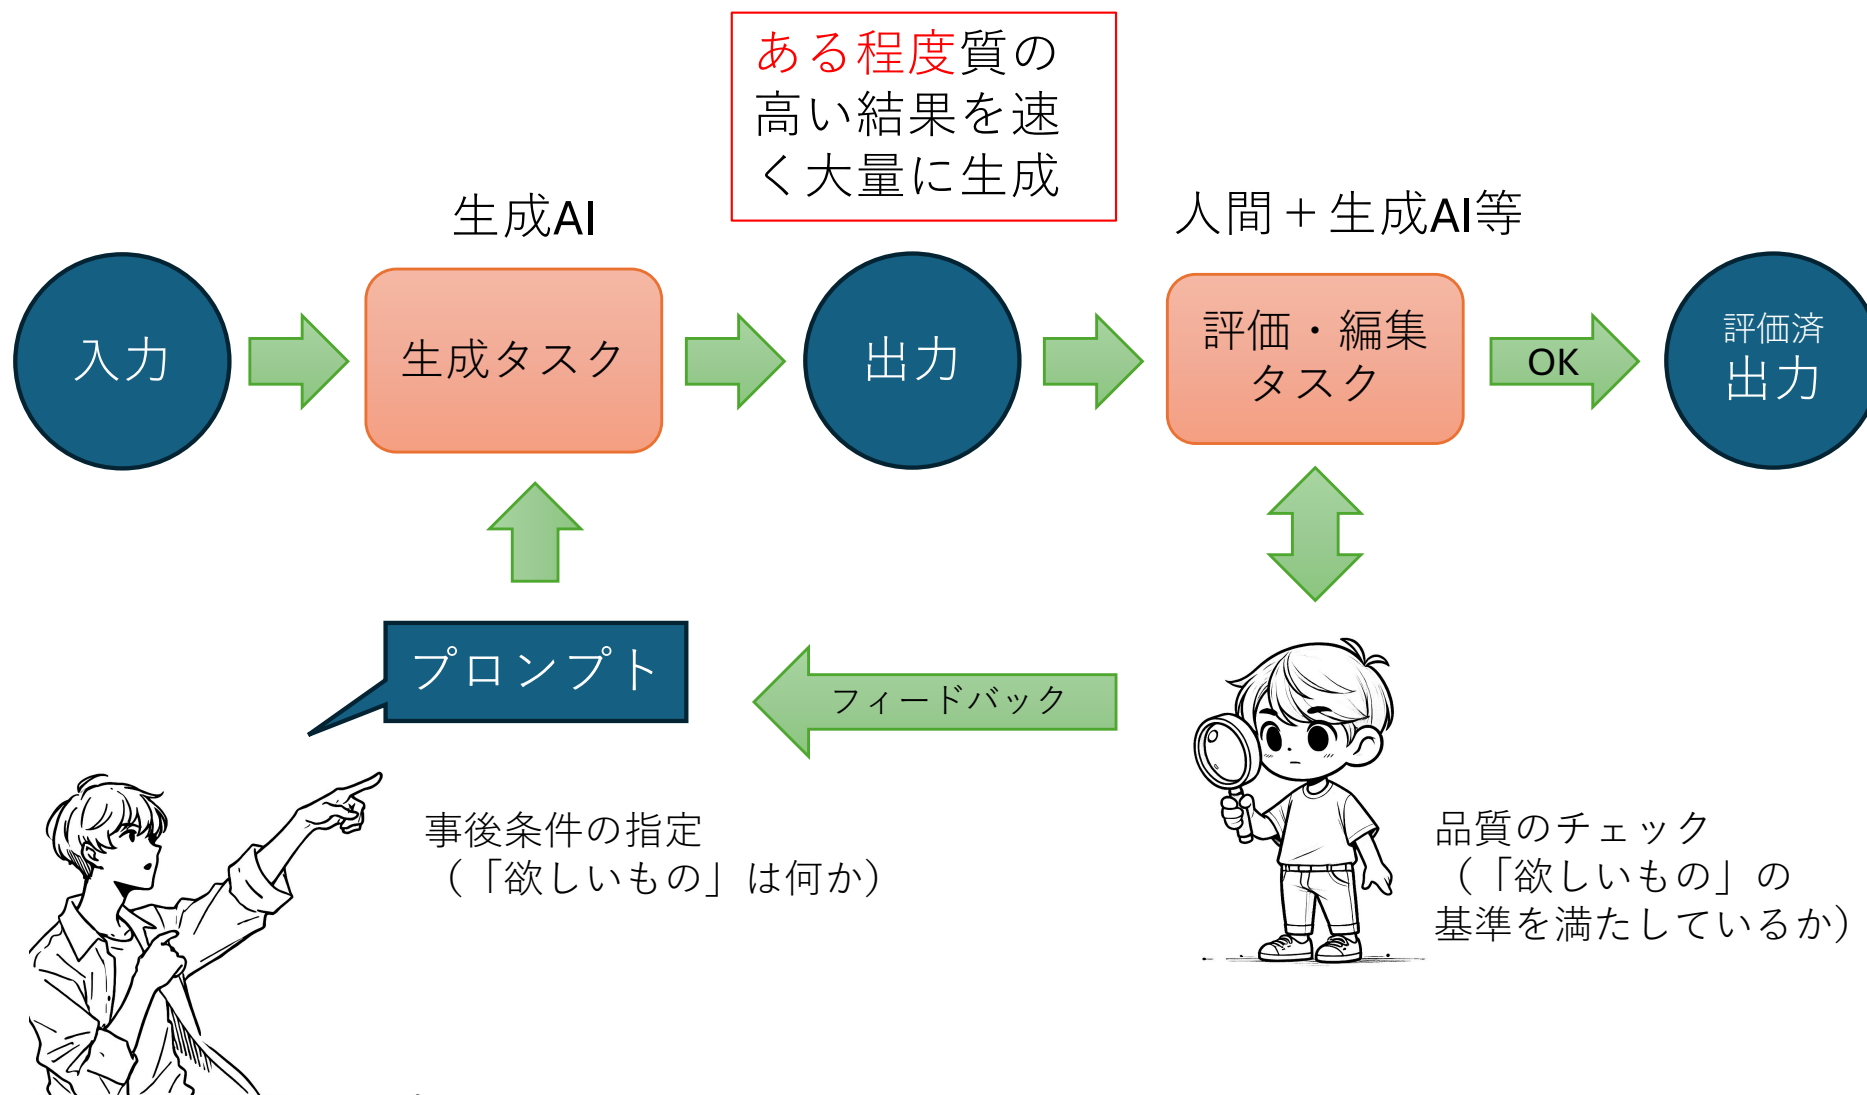 ある程度質の
高い結果を速
く大量に生成
生成AI
人間＋生成AI等
入力
生成タスク
出力
評価・編集
タスク
OK
評価済
出力
プロンプト
フィードバック
事後条件の指定
（「欲しいもの」は何か）
品質のチェック
（「欲しいもの」の
基準を満たしているか）